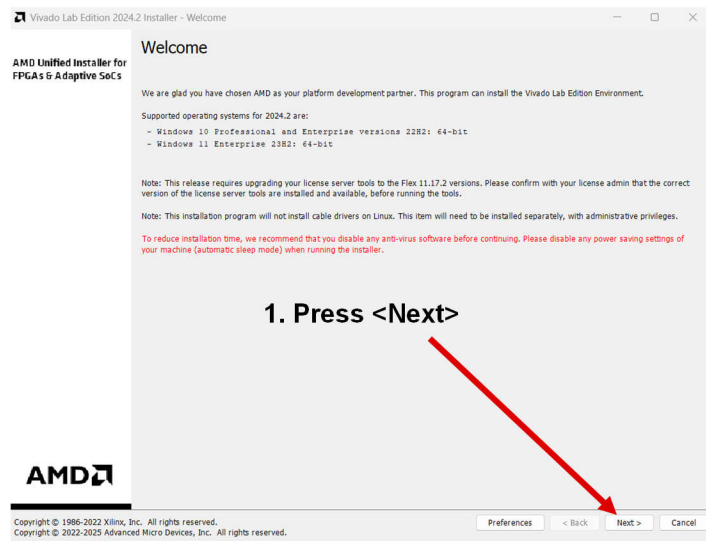 Vivado Lab Edition 2024.2 Installer - Welcome
AMD Unified Installer for
FPGAs & Adaptive SoCs
Welcome
We are glad you have chosen AMD as your platform development partner. This program can install the Vivado Lab Edition Environment.
Supported operating systems for 2024.2 are:
- Windows 10 Professional and Enterprise versions 22H2: 64-bit
- Windows 11 Enterprise 23H2: 64-bit
Note: This release requires upgrading your license server tools to the Flex 11.17.2 versions. Please confirm with your license admin that the correct
version of the license server tools are installed and available, before running the tools.
Note: This installation program will not install cable drivers on Linux. This item will need to be installed separately, with administrative privileges.
To reduce installation time, we recommend that you disable any anti-virus software before continuing. Please disable any power saving settings of
your machine (automatic sleep mode) when running the installer.
1. Press <Next>
AMD
Copyright © 1986-2022 Xilinx, Inc. All rights reserved.
Copyright © 2022-2025 Advanced Micro Devices, Inc. All rights reserved.
Preferences
< Back
Next >
Cancel